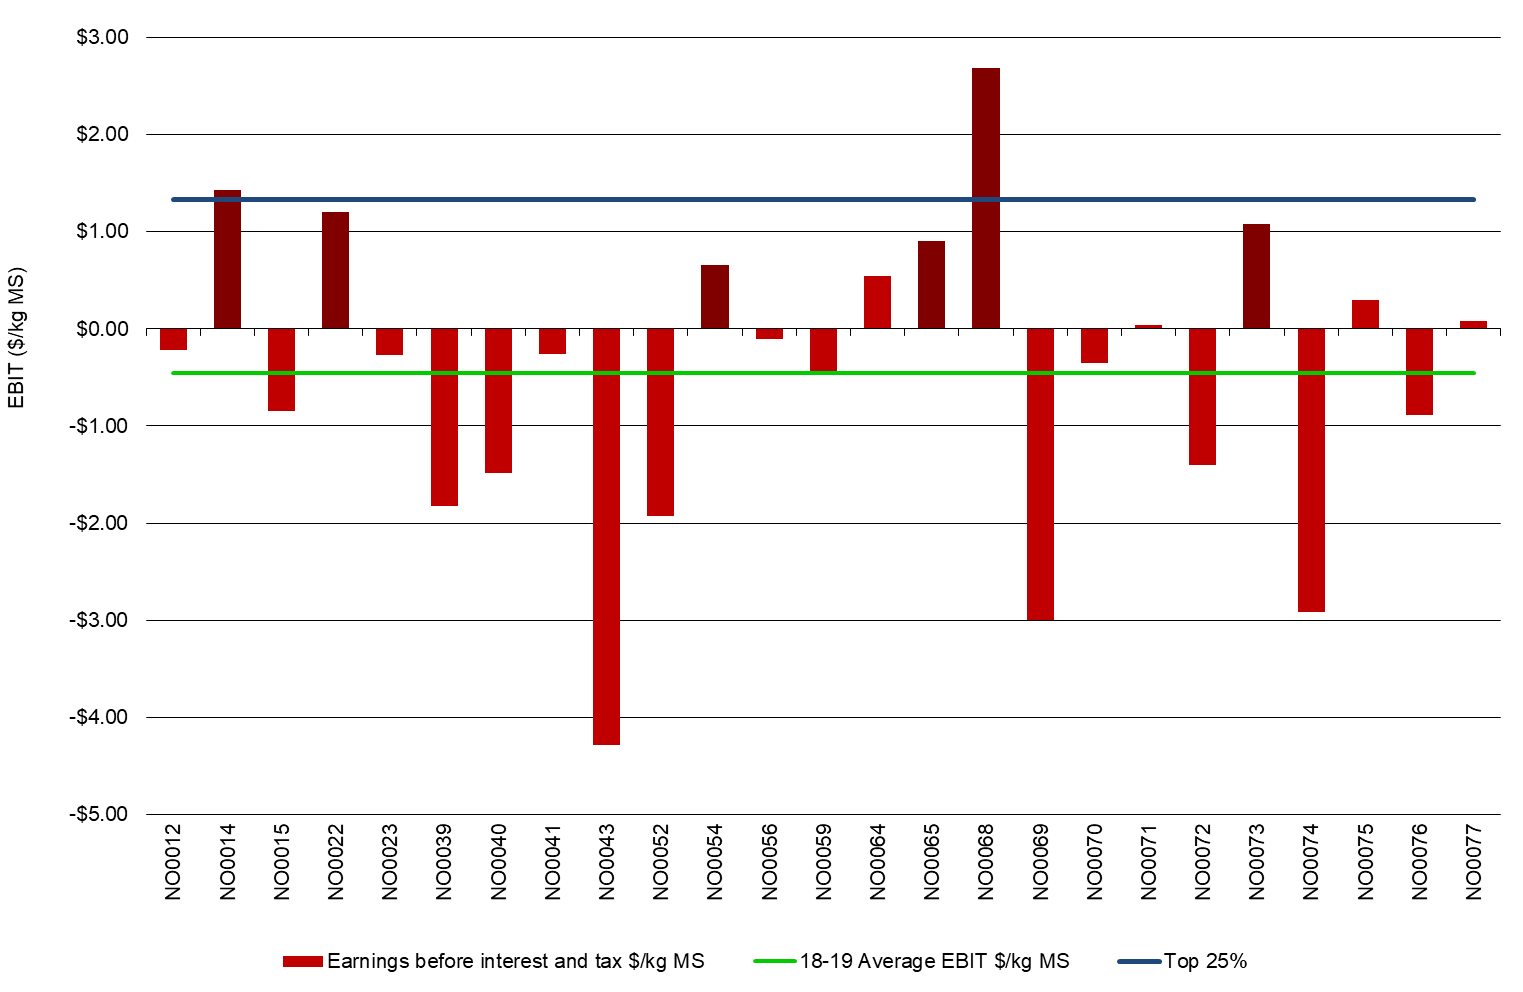 $3.00
$2.00
$1.00
$0.00
-$1.00
-$2.00
-$3.00
-$4.00
-$5.00
EBIT ($/kg MS)
NO0012
NO0014
NO0015
NO0022
NO0023
NO0039
NO0040
NO0041
NO0043
NO0052
NO0054
NO0056
NO0059
NO0064
NO0065
NO0068
NO0069
NO0070
NO0071
NO0072
NO0073
NO0074
NO0075
NO0076
NO0077
Earnings before interest and tax $/kg MS
18-19 Average EBIT $/kg MS
Top 25%